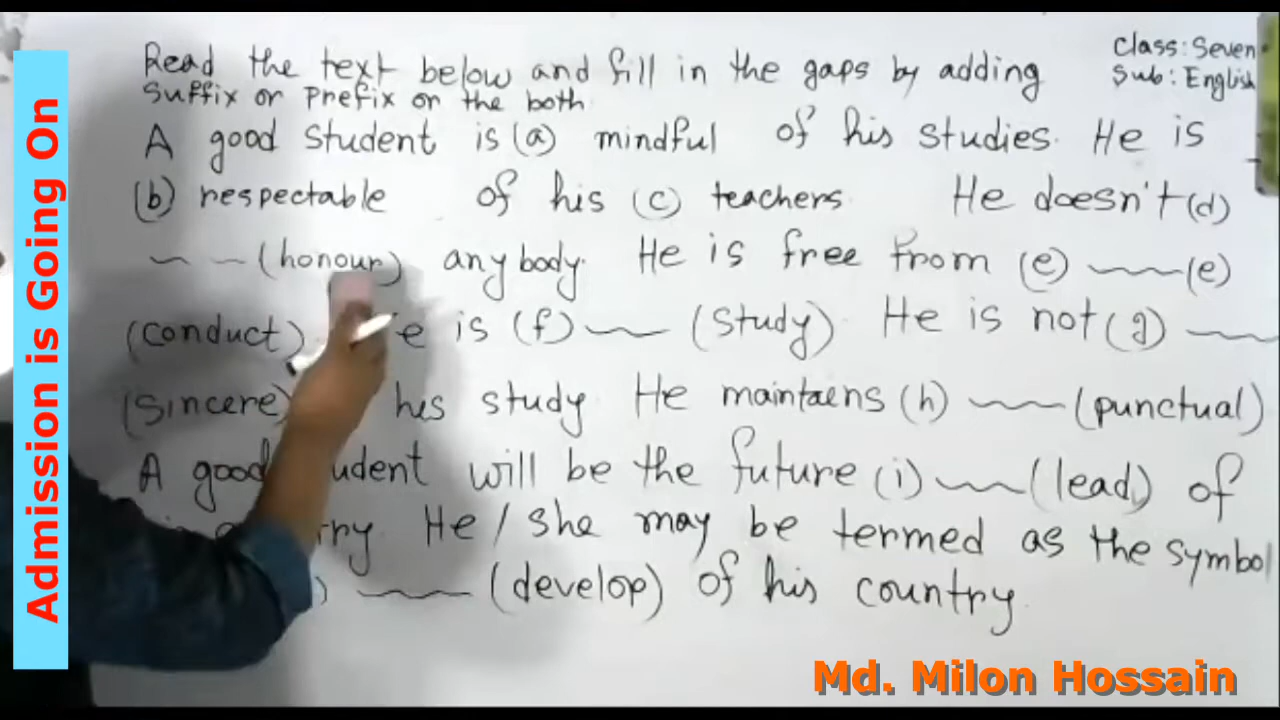 Admission is Going On
Class: Seven
Sub: English
Read the text below and fill in the gaps by adding
suffix or prefix or the both.
A good student is (a) mindful of his studies. He is
(b) respectable of his (c) teachers. He doesn't (d)
(honour) anybody. He is free from (e) (e)
(conduct). is (f) (study). He is not (g)
(sincere) his study. He maintaens (h) (punctual)
A good student will be the future (i) (lead) of
He/she may be termed as the symbol
(develop) of his country.
Md. Milon Hossain